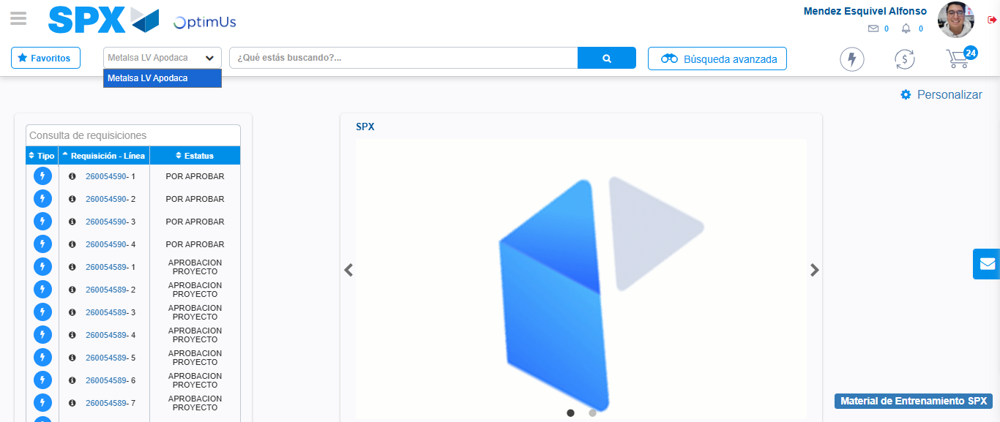 SPX
OptimUs
Mendez Esquivel Alfonso
0 0
Favoritos
Metalsa LV Apodaca
¿Qué estás buscando?...
Búsqueda avanzada
$
24
Metalsa LV Apodaca
Personalizar
Consulta de requisiciones
Tipo Requisición - Línea Estatus
260054590- 1 POR APROBAR
260054590- 2 POR APROBAR
260054590- 3 POR APROBAR
260054590- 4 POR APROBAR
260054589- 1 APROBACION
PROYECTO
260054589- 2 APROBACION
PROYECTO
260054589- 3 APROBACION
PROYECTO
260054589- 4 APROBACION
PROYECTO
260054589- 5 APROBACION
PROYECTO
260054589- 6 APROBACION
PROYECTO
260054589- 7 APROBACION
PROYECTO
SPX
Material de Entrenamiento SPX